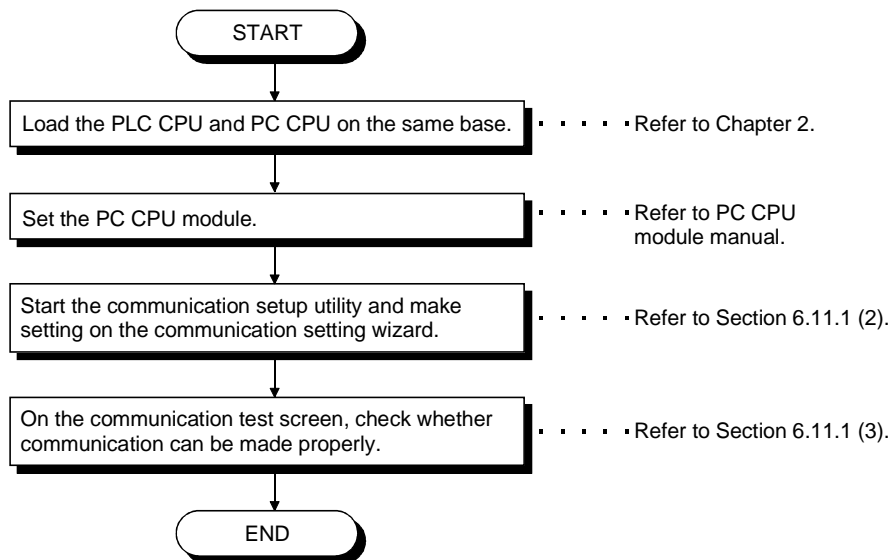 START
Load the PLC CPU and PC CPU on the same base.
Refer to Chapter 2.
Set the PC CPU module.
Refer to PC CPU
module manual.
Start the communication setup utility and make
setting on the communication setting wizard.
Refer to Section 6.11.1 (2).
On the communication test screen, check whether
communication can be made properly.
Refer to Section 6.11.1 (3).
END